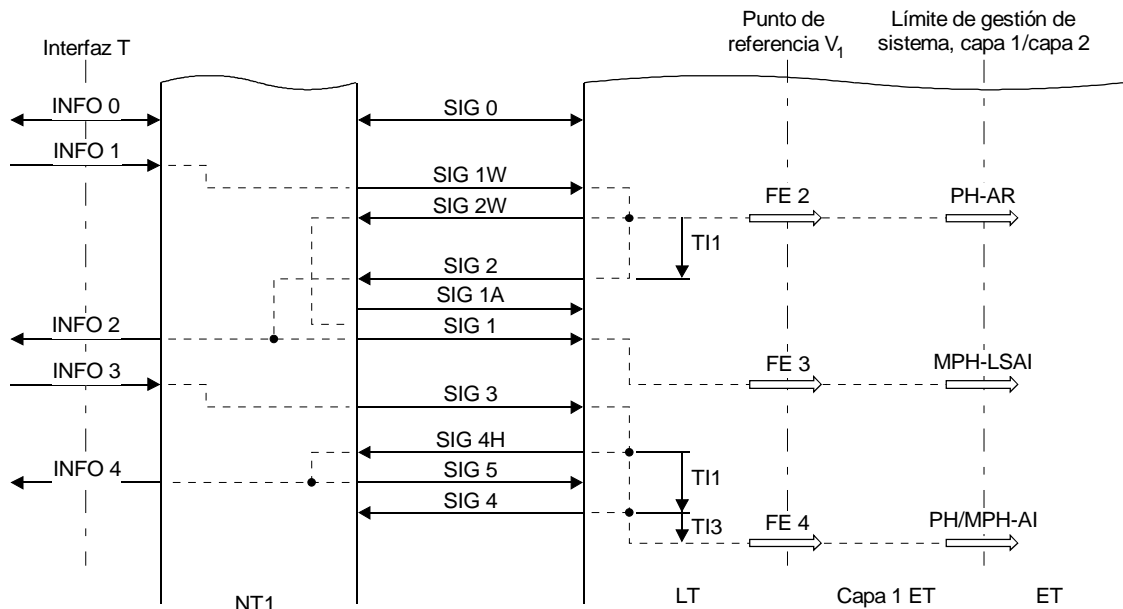 Punto de
referencia V1
Límite de gestión de
sistema, capa 1/capa 2
Interfaz T
INFO 0
SIG 0
INFO 1
SIG 1W
SIG 2W
FE 2
PH-AR
TI1
SIG 2
SIG 1A
INFO 2
SIG 1
INFO 3
FE 3
MPH-LSAI
SIG 3
SIG 4H
INFO 4
SIG 5
TI1
SIG 4
TI3
FE 4
PH/MPH-AI
NT1
LT
Capa 1 ET
ET